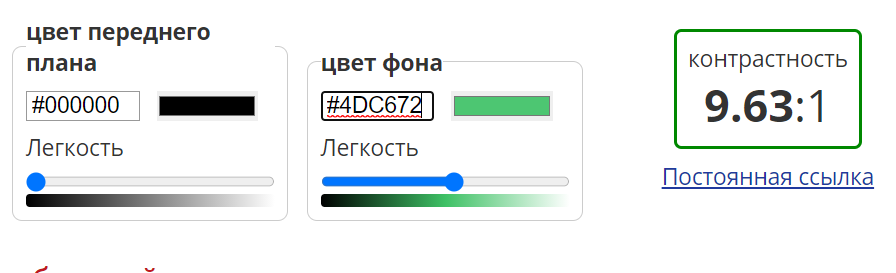 цвет переднего
плана
#000000
Легкость
цвет фона
#4DC672
Легкость
контрастность
9.63:1
Постоянная ссылка